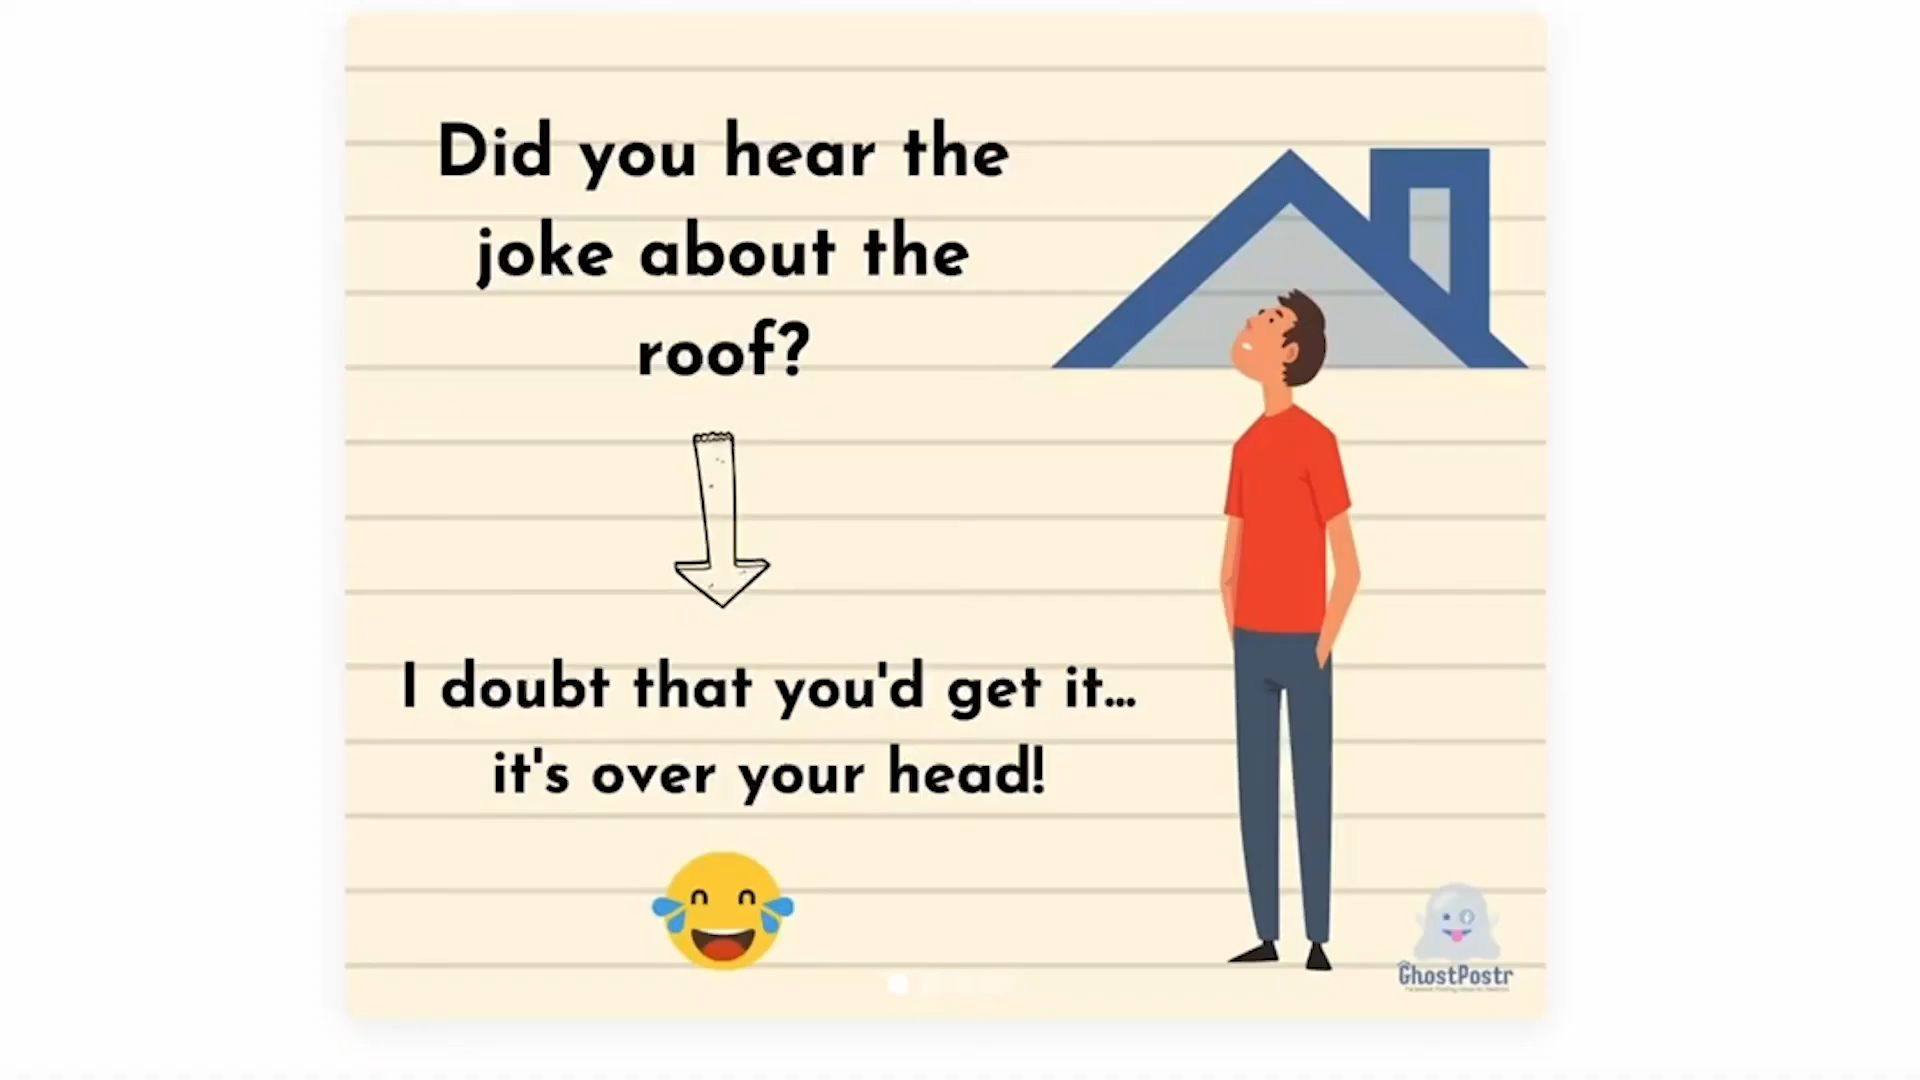 Did you hear the
joke about the
roof?
I doubt that you'd get it...
it's over your head!
GhostPostr